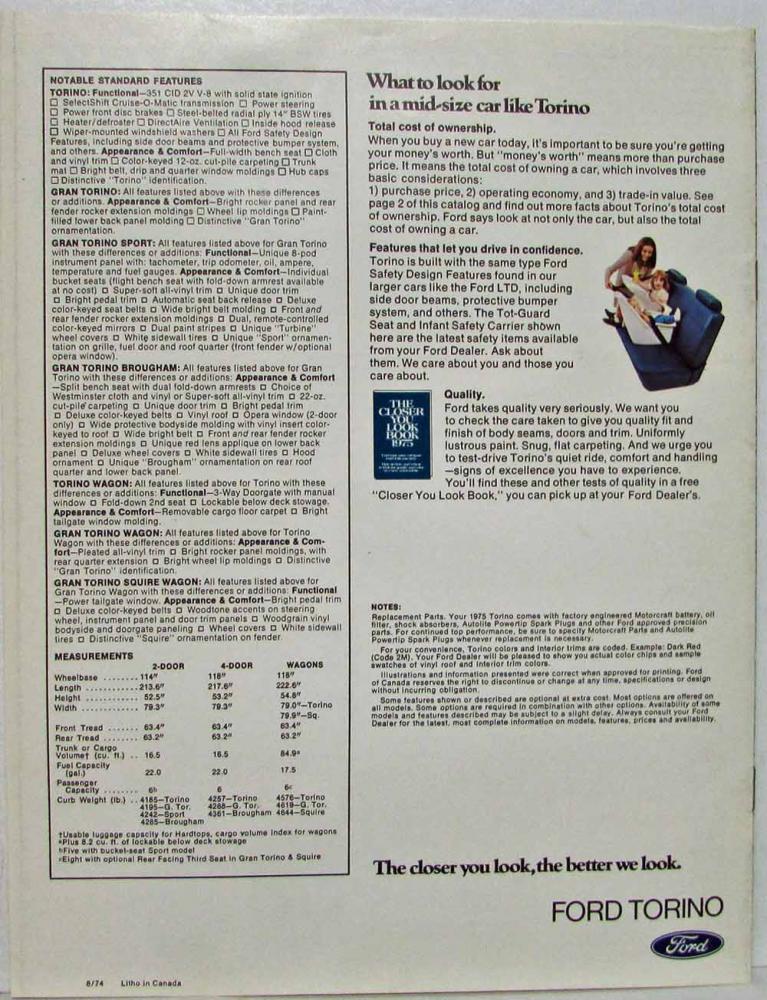 NOTABLE STANDARD FEATURES
TORINO: Functional—351 CID 2V V-8 with solid state ignition
☐ SelectShift Cruise-O-Matic transmission ☐ Power steering
☐ Power front disc brakes ☐ Steel-belted radial ply 14" BSW tires
☐ Heater/defroster ☐ DirectAire Ventilation ☐ Inside hood release
☐ Wiper-mounted windshield washers ☐ All Ford Safety Design
Features, including side door beams and protective bumper system,
and others. Appearance & Comfort—Full-width bench seat ☐ Cloth
and vinyl trim ☐ Color-keyed 12-oz. cut-pile carpeting ☐ Trunk
mat ☐ Bright belt, drip and quarter window moldings ☐ Hub caps
☐ Distinctive "Torino" identification.
GRAN TORINO: All features listed above with these differences
or additions. Appearance & Comfort—Bright rocker panel and rear
fender rocker extension moldings ☐ Wheel lip moldings ☐ Paint-
filled lower back panel molding ☐ Distinctive "Gran Torino"
ornamentation.
GRAN TORINO SPORT: All features listed above for Gran Torino
with these differences or additions: Functional—Unique 8-pod
instrument panel with: tachometer, trip odometer, oil, ampere,
temperature and fuel gauges. Appearance & Comfort—Individual
bucket seats (flight bench seat with fold-down armrest available
at no cost) ☐ Super-soft all-vinyl trim ☐ Unique door trim
☐ Bright pedal trim ☐ Automatic seat back release ☐ Deluxe
color-keyed seat belts ☐ Wide bright belt molding ☐ Front and
rear fender rocker extension moldings ☐ Dual, remote-controlled
color-keyed mirrors ☐ Dual paint stripes ☐ Unique "Turbine"
wheel covers ☐ White sidewall tires ☐ Unique "Sport" ornamen-
tation on grille, fuel door and roof quarter (front fender w/optional
opera window).
GRAN TORINO BROUGHAM: All features listed above for Gran
Torino with these differences or additions: Appearance & Comfort
—Split bench seat with dual fold-down armrests ☐ Choice of
Westminster cloth and vinyl or Super-soft all-vinyl trim ☐ 22-oz.
cut-pile carpeting ☐ Unique door trim ☐ Bright pedal trim
☐ Deluxe color-keyed belts ☐ Vinyl roof ☐ Opera window (2-door
only) ☐ Wide protective bodyside molding with vinyl insert color-
keyed to roof ☐ Wide bright belt ☐ Front and rear fender rocker
extension moldings ☐ Unique red lens applique on lower back
panel ☐ Deluxe wheel covers ☐ White sidewall tires ☐ Hood
ornament ☐ Unique "Brougham" ornamentation on rear roof
quarter and lower back panel.
TORINO WAGON: All features listed above for Torino with these
differences or additions: Functional—3-Way Doorgate with manual
window ☐ Fold-down 2nd seat ☐ Lockable below deck stowage.
Appearance & Comfort—Removable cargo floor carpet ☐ Bright
tailgate window molding.
GRAN TORINO WAGON: All features listed above for Torino
Wagon with these differences or additions: Appearance & Com-
fort—Pleated all-vinyl trim ☐ Bright rocker panel moldings, with
rear quarter extension ☐ Bright wheel lip moldings ☐ Distinctive
"Gran Torino" identification.
GRAN TORINO SQUIRE WAGON: All features listed above for
Gran Torino Wagon with these differences or additions: Functional
—Power tailgate window. Appearance & Comfort—Bright pedal trim
☐ Deluxe color-keyed belts ☐ Woodtone accents on steering
wheel, instrument panel and door trim panels ☐ Woodgrain vinyl
bodyside and doorgate paneling ☐ Wheel covers ☐ White sidewall
tires ☐ Distinctive "Squire" ornamentation on fender.
MEASUREMENTS
2-DOOR 4-DOOR WAGONS
Wheelbase ........ 114" 118" 118"
Length ............ 213.6" 217.6" 222.6"
Height ............ 52.5" 53.2" 54.8"
Width ............ 79.3" 79.3" 79.0"—Torino
79.9"—Sq.
Front Tread ....... 63.4" 63.4" 63.4"
Rear Tread ....... 63.2" 63.2" 63.2"
Trunk or Cargo
Volume† (cu. ft.) .. 16.5 16.5 84.9ª
Fuel Capacity
(gal.) 22.0 22.0 17.5
Passenger
Capacity ........ 6ᵇ 6 6ᶜ
Curb Weight (lb.) .. 4185—Torino 4257—Torino 4576—Torino
4195—G. Tor. 4268—G. Tor. 4619—G. Tor.
4242—Sport 4361—Brougham 4644—Squire
4285—Brougham
†Usable luggage capacity for Hardtops, cargo volume index for wagons
ªPlus 8.2 cu. ft. of lockable below deck stowage
ᵇFive with bucket-seat Sport model
ᶜEight with optional Rear Facing Third Seat in Gran Torino & Squire
What to look for
in a mid-size car like Torino
Total cost of ownership.
When you buy a new car today, it's important to be sure you're getting
your money's worth. But "money's worth" means more than purchase
price. It means the total cost of owning a car, which involves three
basic considerations:
1) purchase price, 2) operating economy, and 3) trade-in value. See
page 2 of this catalog and find out more facts about Torino's total cost
of ownership. Ford says look at not only the car, but also the total
cost of owning a car.
Features that let you drive in confidence.
Torino is built with the same type Ford
Safety Design Features found in our
larger cars like the Ford LTD, including
side door beams, protective bumper
system, and others. The Tot-Guard
Seat and Infant Safety Carrier shown
here are the latest safety items available
from your Ford Dealer. Ask about
them. We care about you and those you
care about.
THE
CLOSER
YOU
LOOK
BOOK
1975
Quality.
Ford takes quality very seriously. We want you
to check the care taken to give you quality fit and
finish of body seams, doors and trim. Uniformly
lustrous paint. Snug, flat carpeting. And we urge you
to test-drive Torino's quiet ride, comfort and handling
—signs of excellence you have to experience.
You'll find these and other tests of quality in a free
"Closer You Look Book," you can pick up at your Ford Dealer's.
NOTES:
Replacement Parts. Your 1975 Torino comes with factory engineered Motorcraft battery, oil
filter, shock absorbers, Autolite Powertip Spark Plugs and other Ford approved precision
parts. For continued top performance, be sure to specify Motorcraft Parts and Autolite
Powertip Spark Plugs whenever replacement is necessary.
For your convenience, Torino colors and interior trims are coded. Example: Dark Red
(Code 2M). Your Ford Dealer will be pleased to show you actual color chips and sample
swatches of vinyl roof and interior trim colors.
Illustrations and information presented were correct when approved for printing. Ford
of Canada reserves the right to discontinue or change at any time, specifications or design
without incurring obligation.
Some features shown or described are optional at extra cost. Most options are offered on
all models. Some options are required in combination with other options. Availability of some
models and features described may be subject to a slight delay. Always consult your Ford
Dealer for the latest, most complete information on models, features, prices and availability.
The closer you look, the better we look.
FORD TORINO
Ford
8/74 Litho in Canada